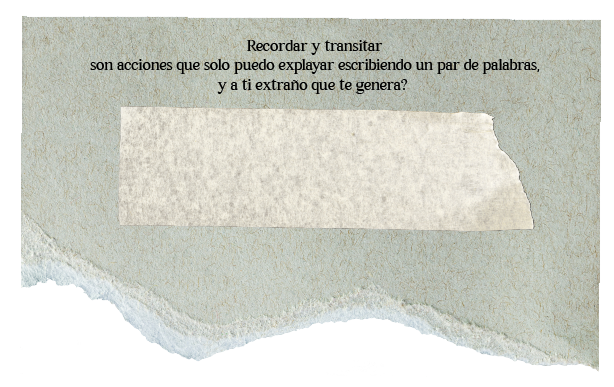 Recordar y transitar
son acciones que solo puedo explayar escribiendo un par de palabras,
y a ti extraño que te genera?